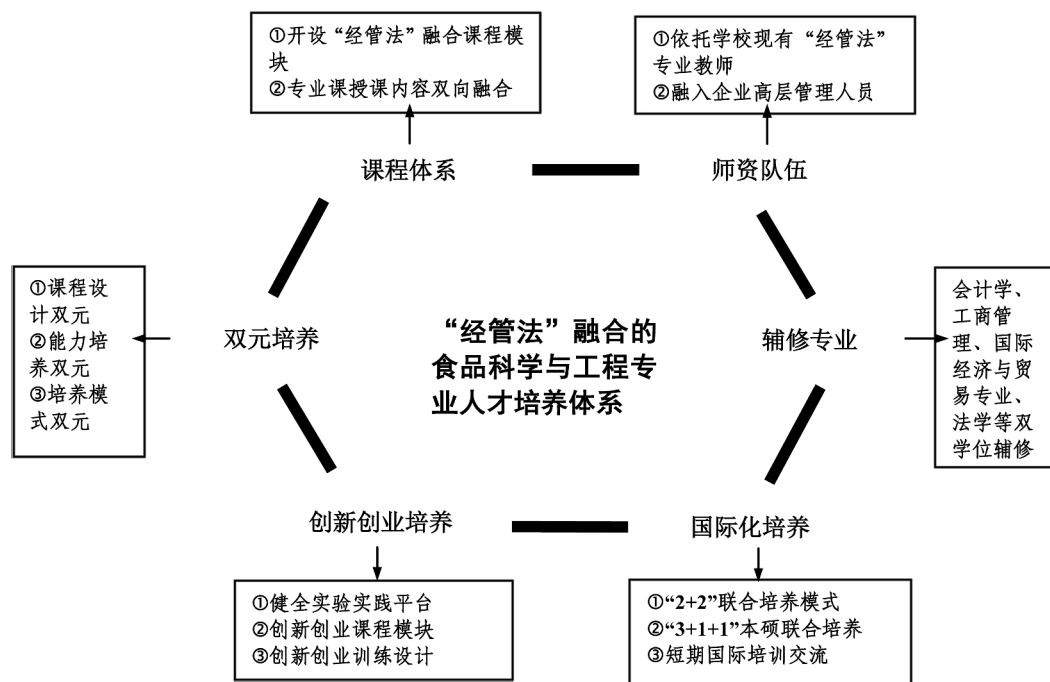 ①开设“经管法”融合课程模
块
②专业课授课内容双向融合
①依托学校现有“经管法”
专业教师
②融入企业高层管理人员
课程体系
师资队伍
①课程设
计双元
②能力培
养双元
③培养模
式双元
双元培养
“经管法”融合的
食品科学与工程专
业人才培养体系
辅修专业
会计学、
工商管
理、国际
经济与贸
易专业、
法学等双
学位辅修
创新创业培养
国际化培养
①健全实验实践平台
②创新创业课程模块
③创新创业训练设计
①“2+2”联合培养模式
②“3+1+1”本硕联合培养
③短期国际培训交流